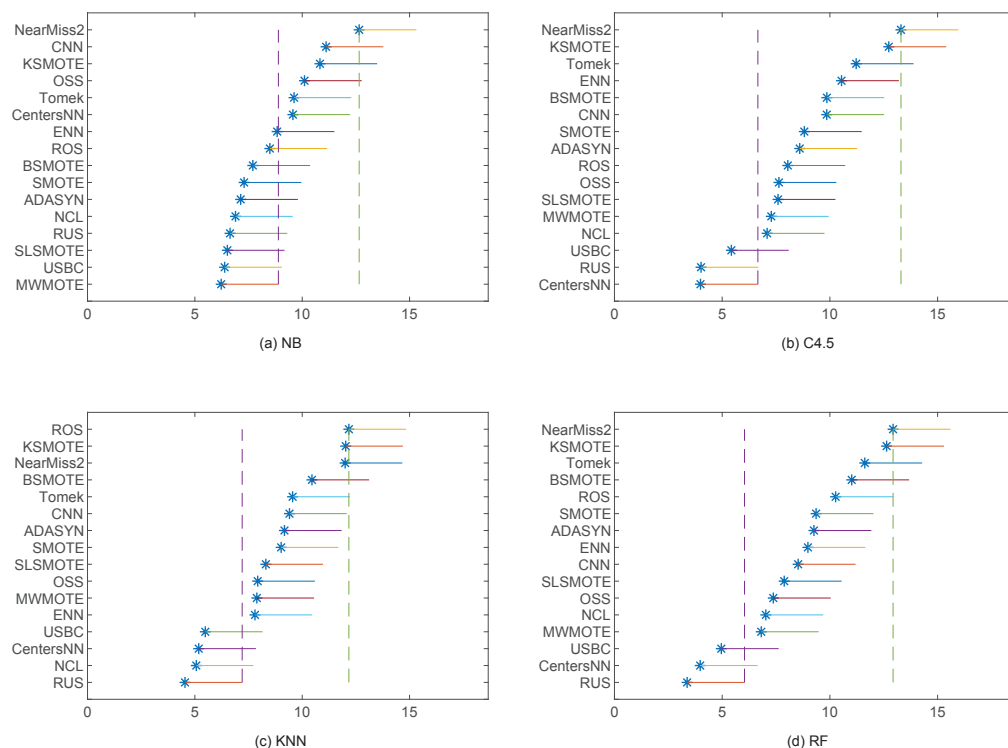 NearMiss2
CNN
KSMOTE
OSS
Tomek
CentersNN
ENN
ROS
BSMOTE
SMOTE
ADASYN
NCL
RUS
SLSMOTE
USBC
MWMOTE
0 5 10 15
(a) NB
NearMiss2
KSMOTE
Tomek
ENN
BSMOTE
CNN
SMOTE
ADASYN
ROS
OSS
SLSMOTE
MWMOTE
NCL
USBC
RUS
CentersNN
0 5 10 15
(b) C4.5
ROS
KSMOTE
NearMiss2
BSMOTE
Tomek
CNN
ADASYN
SMOTE
SLSMOTE
OSS
MWMOTE
ENN
USBC
CentersNN
NCL
RUS
0 5 10 15
(c) KNN
NearMiss2
KSMOTE
Tomek
BSMOTE
ROS
SMOTE
ADASYN
ENN
CNN
SLSMOTE
OSS
NCL
MWMOTE
USBC
CentersNN
RUS
0 5 10 15
(d) RF